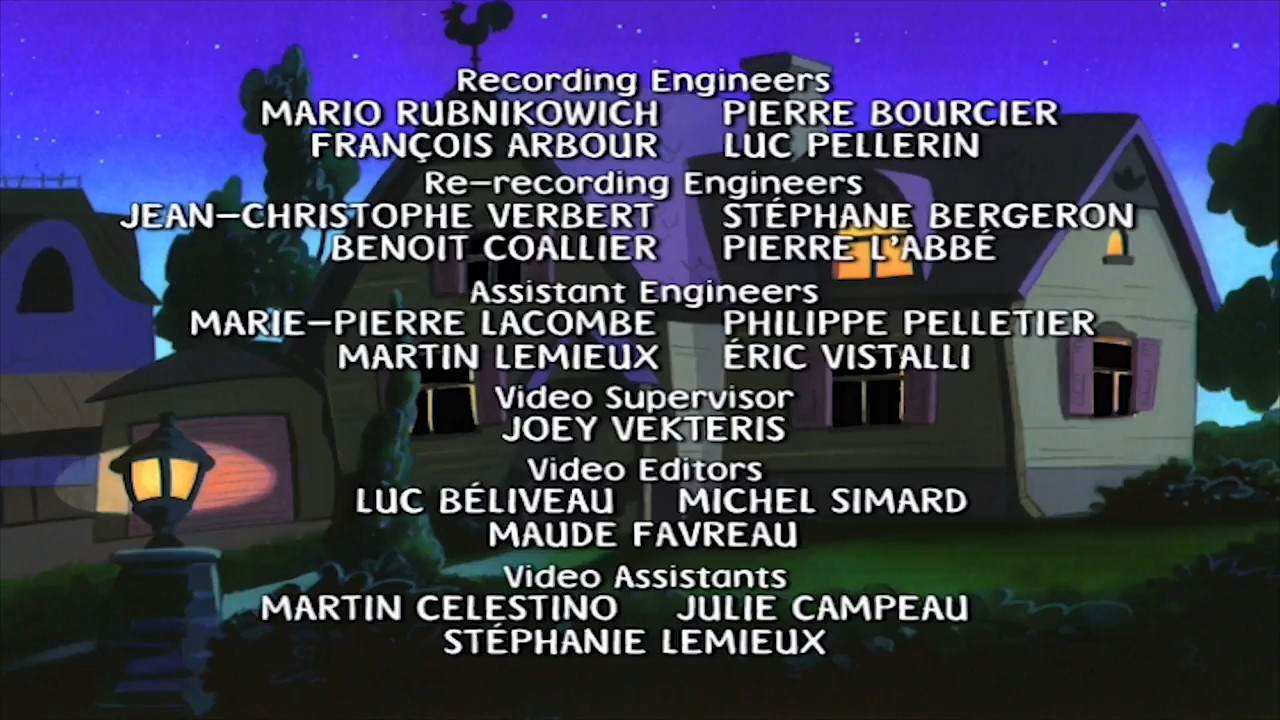 Recording Engineers
MARIO RUBNIKOWICH PIERRE BOURCIER
FRANÇOIS ARBOUR LUC PELLERIN
Re-recording Engineers
JEAN-CHRISTOPHE VERBERT STÉPHANE BERGERON
BENOIT COALLIER PIERRE L'ABBÉ
Assistant Engineers
MARIE-PIERRE LACOMBE PHILIPPE PELLETIER
MARTIN LEMIEUX ÉRIC VISTALLI
Video Supervisor
JOEY VEKTERIS
Video Editors
LUC BÉLIVEAU MICHEL SIMARD
MAUDE FAVREAU
Video Assistants
MARTIN CELESTINO JULIE CAMPEAU
STÉPHANIE LEMIEUX